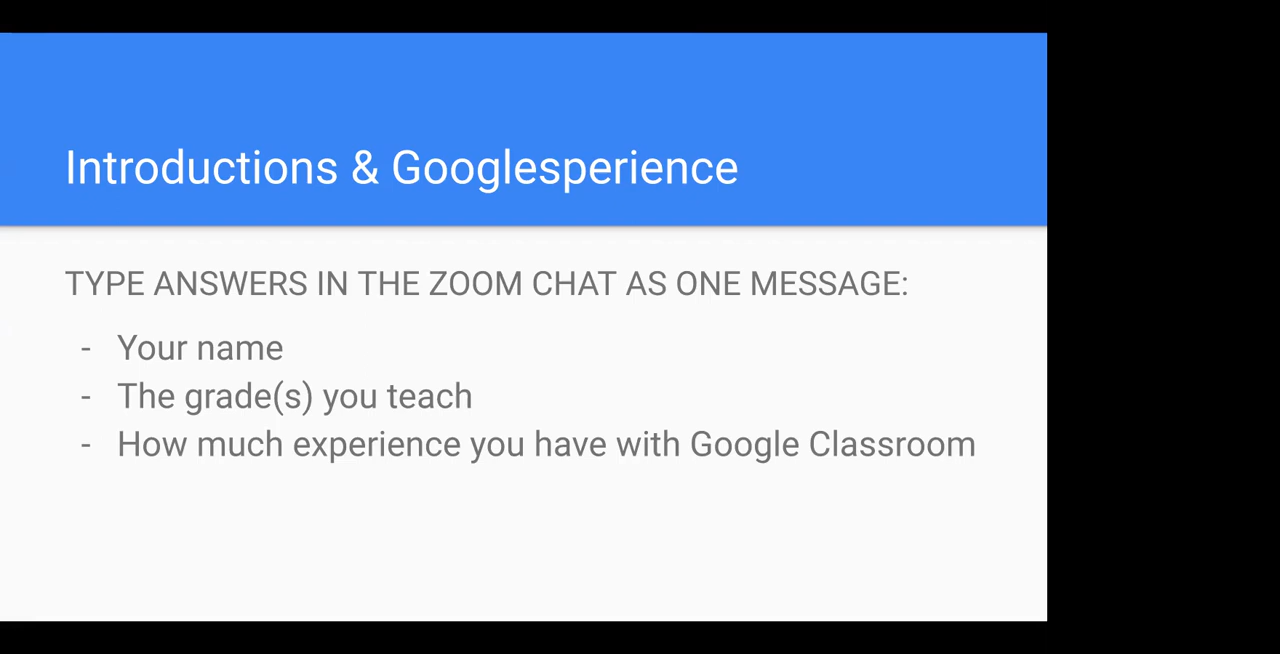 Introductions & Googlesperience
TYPE ANSWERS IN THE ZOOM CHAT AS ONE MESSAGE:
- Your name
- The grade(s) you teach
- How much experience you have with Google Classroom